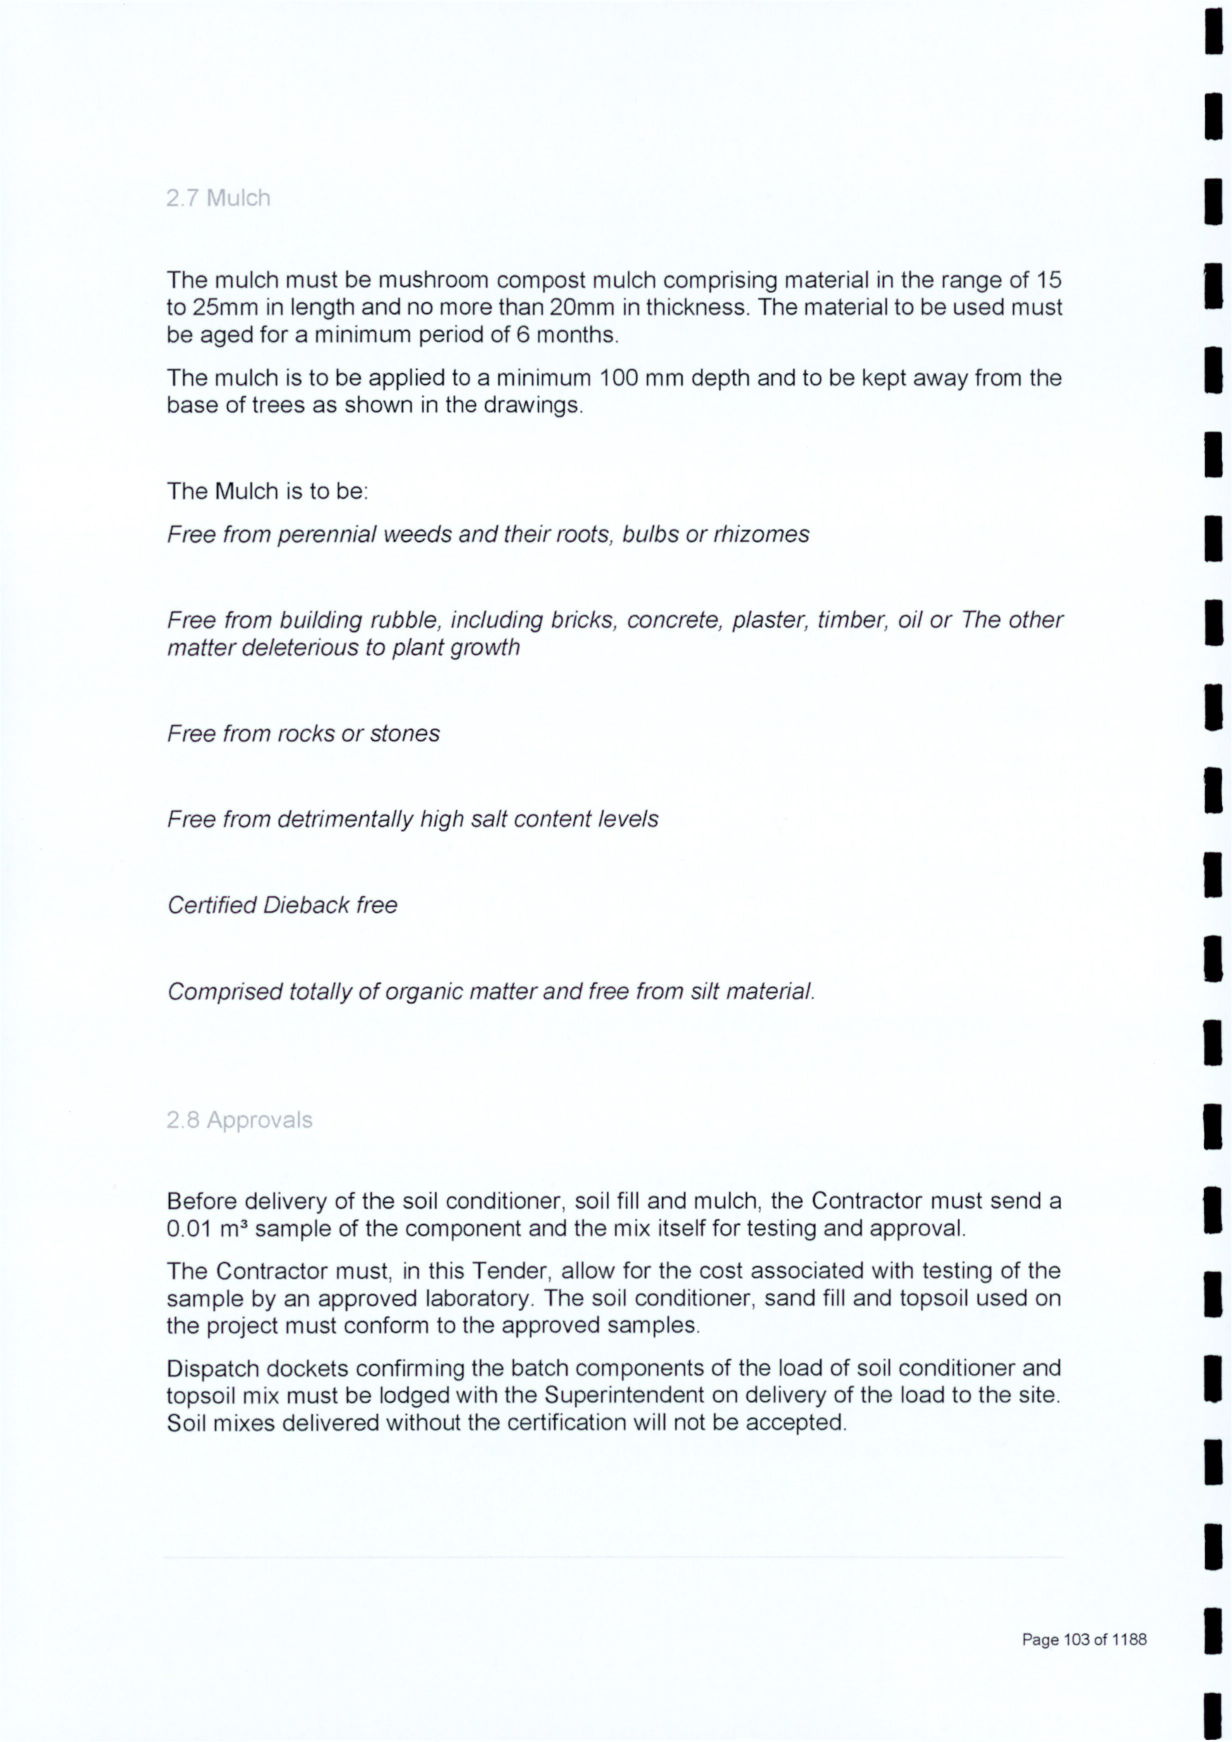 2.7 Mulch
The mulch must be mushroom compost mulch comprising material in the range of 15
to 25mm in length and no more than 20mm in thickness. The material to be used must
be aged for a minimum period of 6 months.
The mulch is to be applied to a minimum 100 mm depth and to be kept away from the
base of trees as shown in the drawings.
The Mulch is to be:
Free from perennial weeds and their roots, bulbs or rhizomes
Free from building rubble, including bricks, concrete, plaster, timber, oil or The other
matter deleterious to plant growth
Free from rocks or stones
Free from detrimentally high salt content levels
Certified Dieback free
Comprised totally of organic matter and free from silt material.
2.8 Approvals
Before delivery of the soil conditioner, soil fill and mulch, the Contractor must send a
0.01 m³ sample of the component and the mix itself for testing and approval.
The Contractor must, in this Tender, allow for the cost associated with testing of the
sample by an approved laboratory. The soil conditioner, sand fill and topsoil used on
the project must conform to the approved samples.
Dispatch dockets confirming the batch components of the load of soil conditioner and
topsoil mix must be lodged with the Superintendent on delivery of the load to the site.
Soil mixes delivered without the certification will not be accepted.
Page 103 of 1188